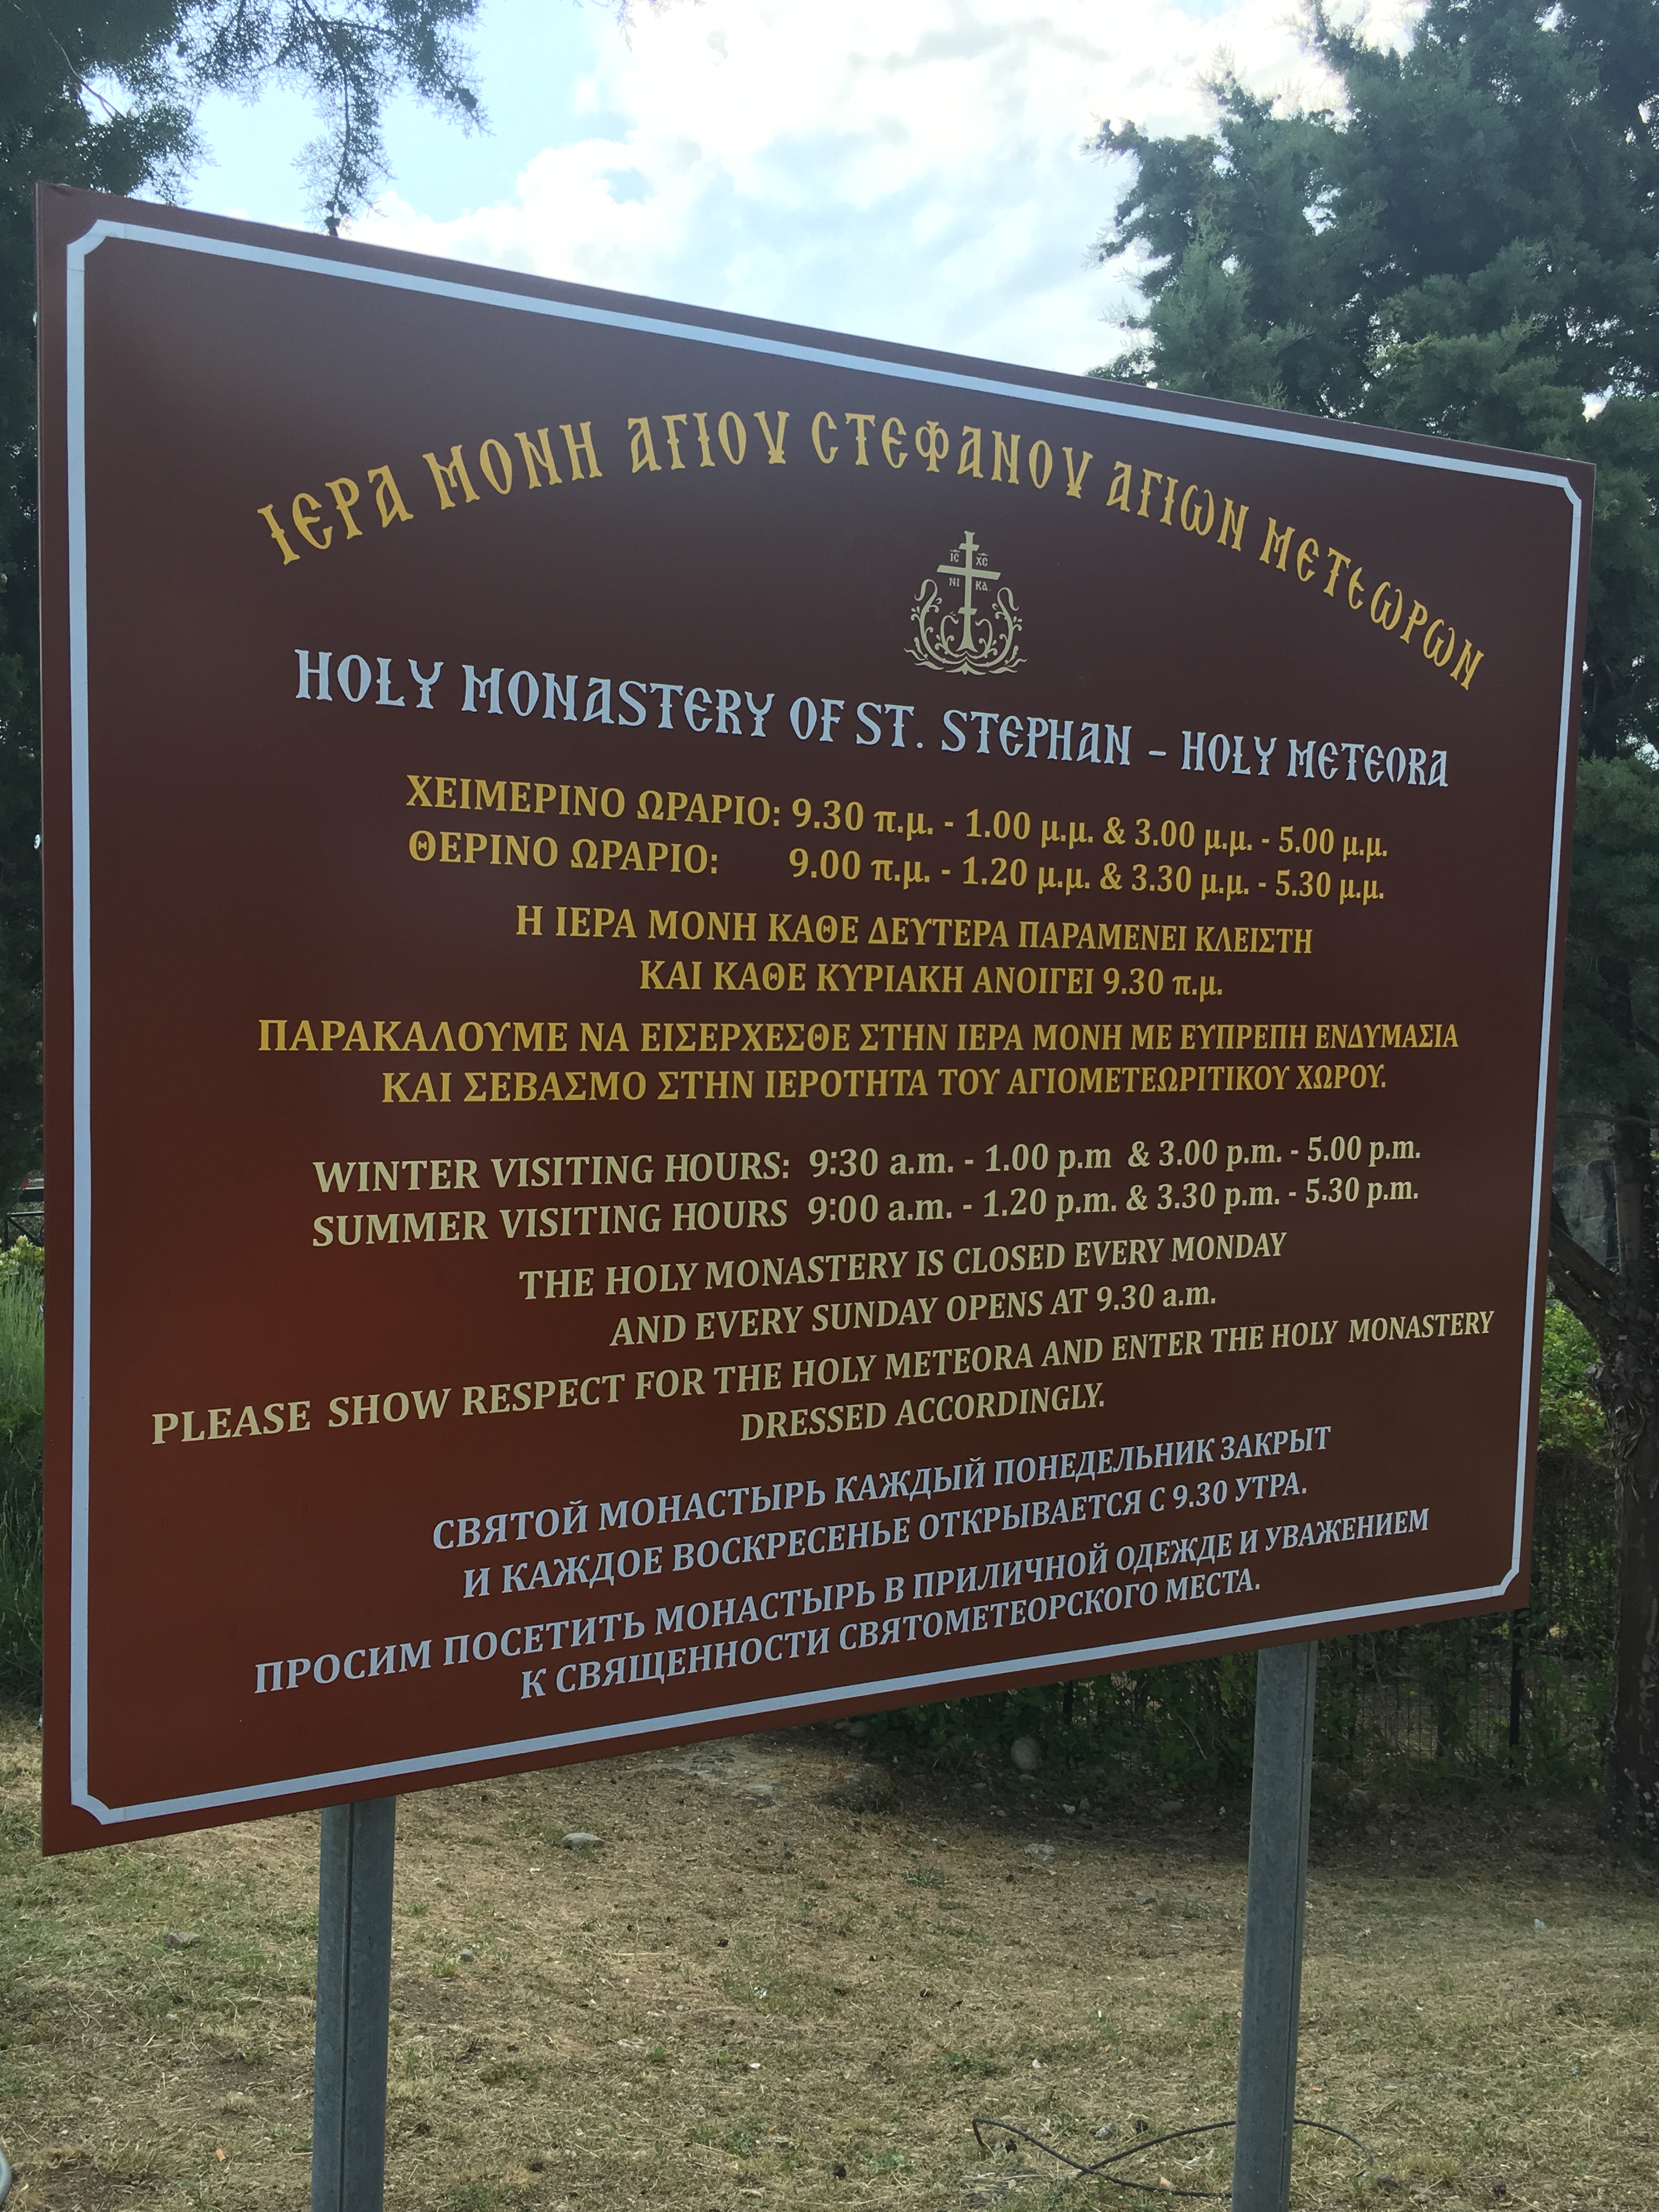 ΙΕΡΑ ΜΟΝΗ ΑΓΙΟΥ ΣΤΕΦΑΝΟΥ ΑΓΙΩΝ ΜΕΤΕΩΡΩΝ
ΙC XC
ΝΙ ΚΑ
HOLY MONASTERY OF ST. STEPHAN - HOLY METEORA
ΧΕΙΜΕΡΙΝΟ ΩΡΑΡΙΟ: 9.30 π.μ. - 1.00 μ.μ. & 3.00 μ.μ. - 5.00 μ.μ.
ΘΕΡΙΝΟ ΩΡΑΡΙΟ: 9.00 π.μ. - 1.20 μ.μ. & 3.30 μ.μ. - 5.30 μ.μ.
Η ΙΕΡΑ ΜΟΝΗ ΚΑΘΕ ΔΕΥΤΕΡΑ ΠΑΡΑΜΕΝΕΙ ΚΛΕΙΣΤΗ
ΚΑΙ ΚΑΘΕ ΚΥΡΙΑΚΗ ΑΝΟΙΓΕΙ 9.30 π.μ.
ΠΑΡΑΚΑΛΟΥΜΕ ΝΑ ΕΙΣΕΡΧΕΣΘΕ ΣΤΗΝ ΙΕΡΑ ΜΟΝΗ ΜΕ ΕΥΠΡΕΠΗ ΕΝΔΥΜΑΣΙΑ
ΚΑΙ ΣΕΒΑΣΜΟ ΣΤΗΝ ΙΕΡΟΤΗΤΑ ΤΟΥ ΑΓΙΟΜΕΤΕΩΡΙΤΙΚΟΥ ΧΩΡΟΥ.
WINTER VISITING HOURS: 9:30 a.m. - 1.00 p.m & 3.00 p.m. - 5.00 p.m.
SUMMER VISITING HOURS 9:00 a.m. - 1.20 p.m. & 3.30 p.m. - 5.30 p.m.
THE HOLY MONASTERY IS CLOSED EVERY MONDAY
AND EVERY SUNDAY OPENS AT 9.30 a.m.
PLEASE SHOW RESPECT FOR THE HOLY METEORA AND ENTER THE HOLY MONASTERY
DRESSED ACCORDINGLY.
СВЯТОЙ МОНАСТЫРЬ КАЖДЫЙ ПОНЕДЕЛЬНИК ЗАКРЫТ
И КАЖДОЕ ВОСКРЕСЕНЬЕ ОТКРЫВАЕТСЯ С 9.30 УТРА.
ПРОСИМ ПОСЕТИТЬ МОНАСТЫРЬ В ПРИЛИЧНОЙ ОДЕЖДЕ И УВАЖЕНИЕМ
К СВЯЩЕННОСТИ СВЯТОМЕТЕОРСКОГО МЕСТА.